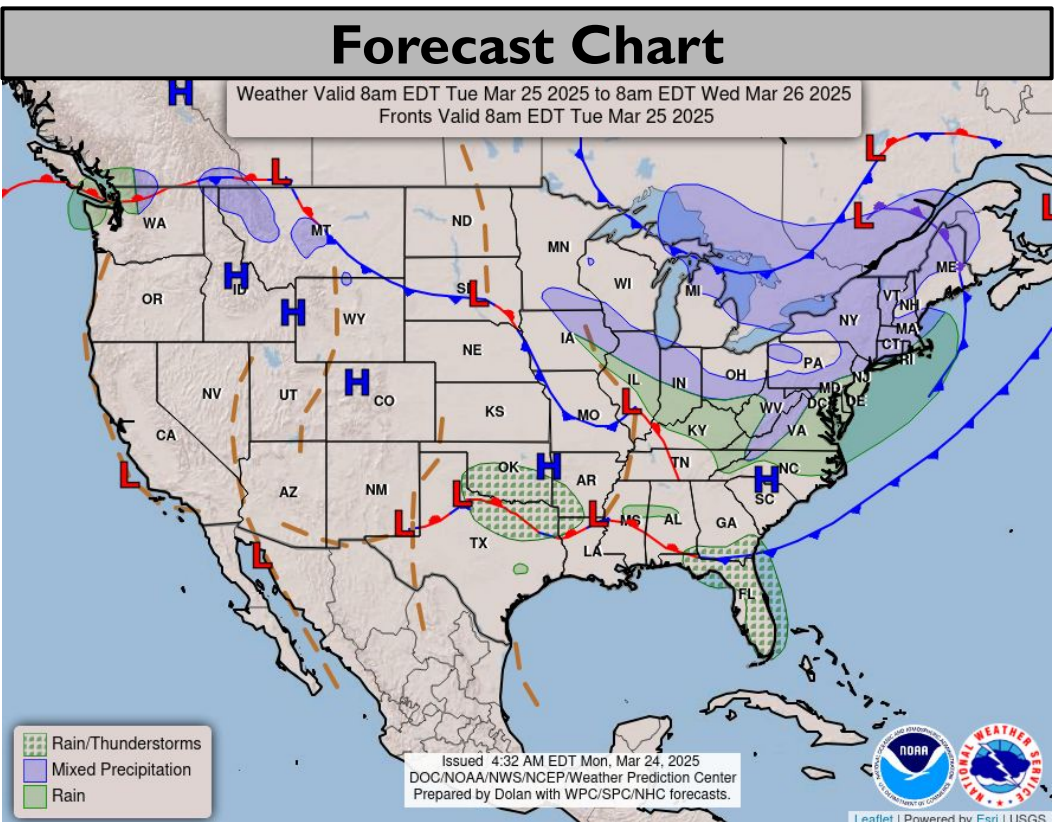 Forecast Chart
Weather Valid 8am EDT Tue Mar 25 2025 to 8am EDT Wed Mar 26 2025
Fronts Valid 8am EDT Tue Mar 25 2025
H
L
L
L
L
WA
MT
ND
MN
ME
H
ID
H
OR
WY
SD
L
WI
MI
VT
NH
NY
MA
CT
RI
NE
IA
PA
NJ
H
NV
UT
CO
IL
IN
OH
MD
DE
DC
WV
KS
MO
L
KY
VA
CA
L
AZ
NM
OK
H
AR
TN
NC
H
SC
L
L
L
MS
AL
GA
TX
LA
L
FL
Rain/Thunderstorms
Mixed Precipitation
Rain
Issued 4:32 AM EDT Mon, Mar 24, 2025
DOC/NOAA/NWS/NCEP/Weather Prediction Center
Prepared by Dolan with WPC/SPC/NHC forecasts.
NOAA
NATIONAL WEATHER SERVICE
Leaflet | Powered by Esri | USGS